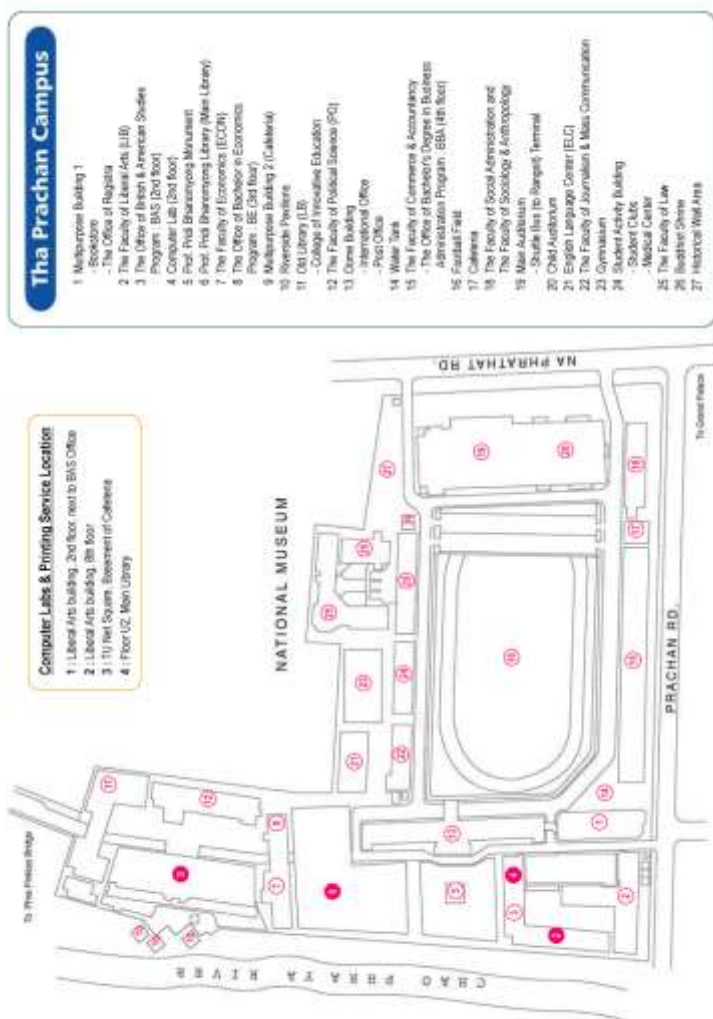 Tha Prachan Campus
1 Multipurpose Building 1
- Bookstore
- The Office of Registra
2 The Faculty of Liberal Arts (LIB)
3 The Office of British & American Studies
Program : BAS (2nd floor)
4 Computer Lab (2nd floor)
5 Prof. Pridi Bhanomyong Monument
6 Prof. Pridi Bhanomyong Library (Main Library)
7 The Faculty of Economics (ECON)
8 The Office of Bachelor in Economics
Program : BE (3rd floor)
9 Multipurpose Building 2 (Cafeteria)
10 Riverside Pavilions
11 Old Library (LB)
- College of Innovative Education
12 The Faculty of Political Science (PO)
13 Dome Building
- International Office
- Post Office
14 Water Tank
15 The Faculty of Commerce & Accountancy
- The Office of Bachelor's Degree in Business
Administration Program : BBA (4th floor)
16 Football Field
17 Cafeteria
18 The Faculty of Social Administration and
The Faculty of Sociology & Anthropology
19 Main Auditorium
- Shuttle Bus (to Rangsit) Terminal
20 Child Auditorium
21 English Language Center (ELC)
22 The Faculty of Journalism & Mass Communication
23 Gymnasium
24 Student Activity Building
- Student Clubs
- Medical Center
25 The Faculty of Law
26 Buddhist Shrine
27 Historical Wall Area
Computer Labs & Printing Service Location
1 : Liberal Arts building, 2nd floor, next to BAS Office
2 : Liberal Arts building, 8th floor
3 : TU Net Square, Basement of Cafeteria
4 : Floor U2, Main Library
NATIONAL MUSEUM
NA PHRATHAT RD.
PRACHAN RD.
To Grand Palace
To Phra Pinklao Bridge
CHAO PHRAYA RIVER